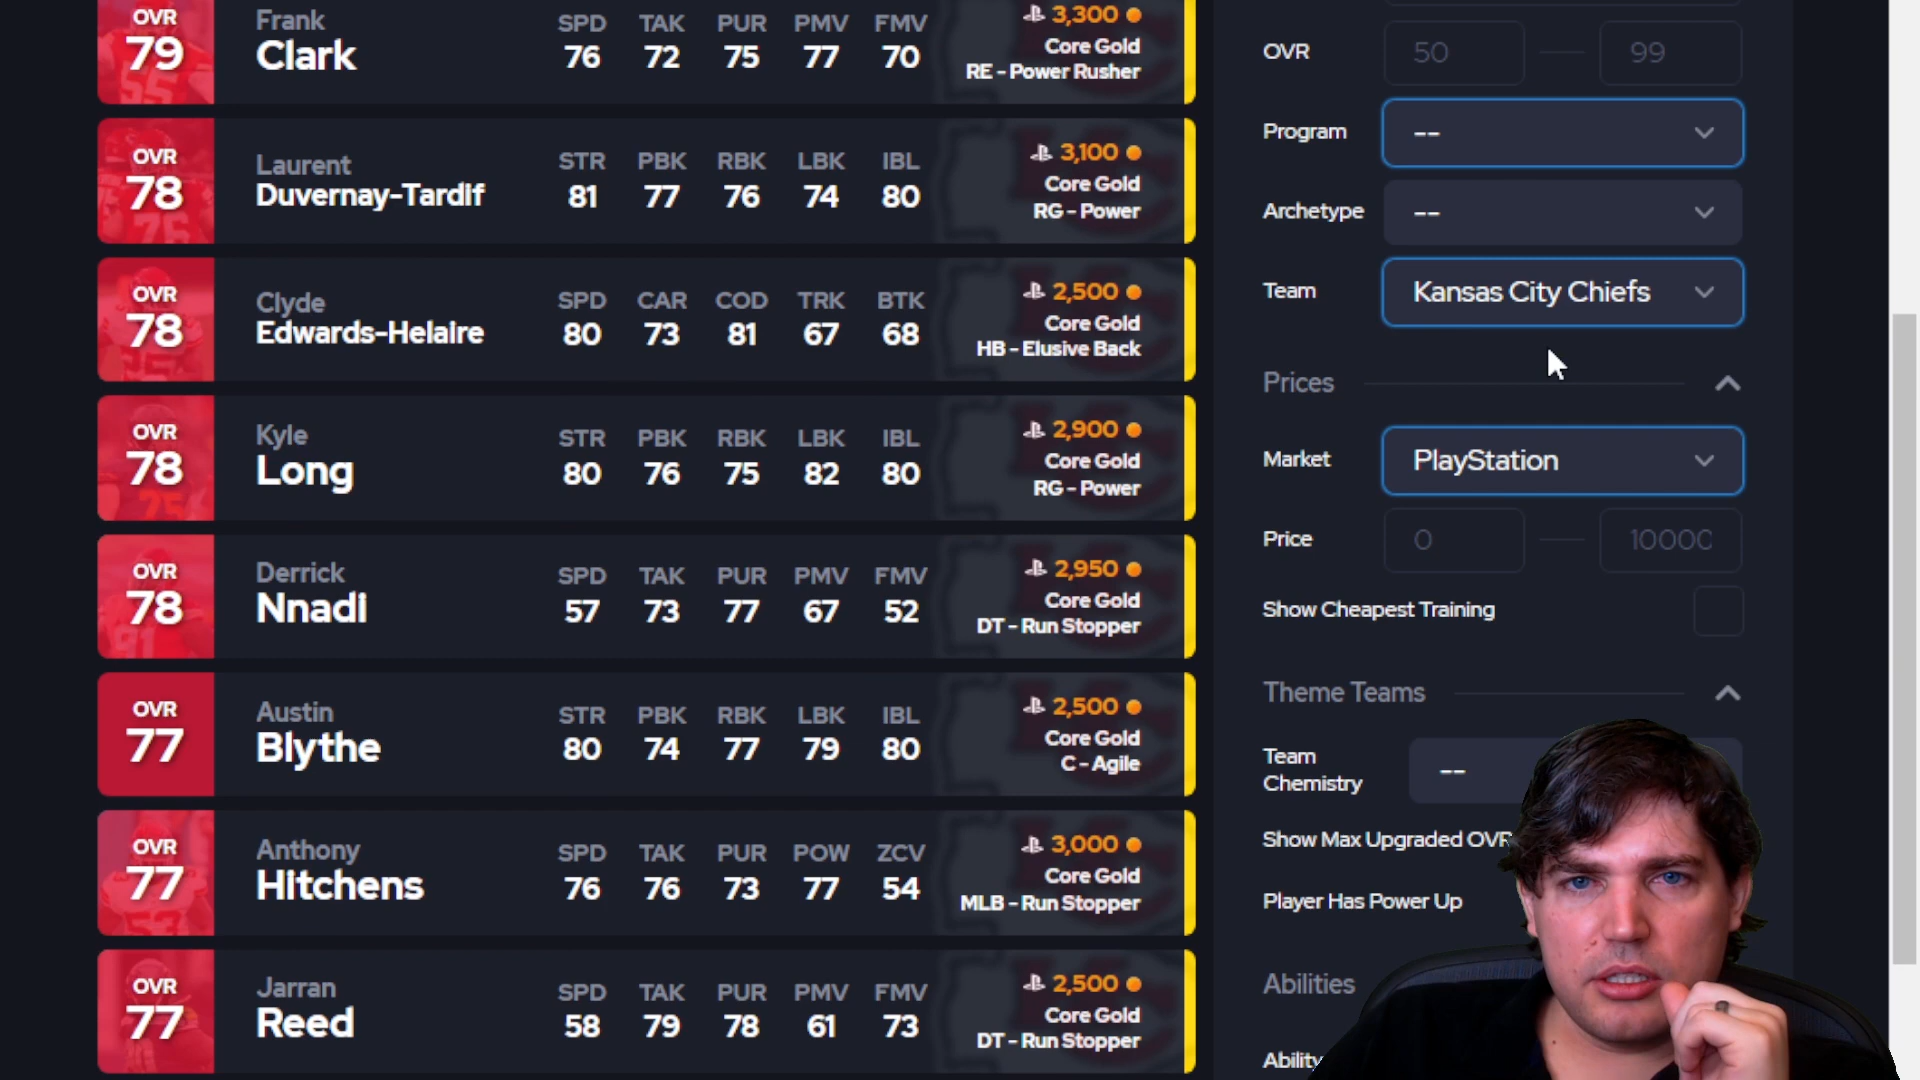 OVR
79
Frank
Clark
SPD TAK PUR PMV FMV
76 72 75 77 70
3,300
Core Gold
RE - Power Rusher
OVR
78
Laurent
Duvernay-Tardif
STR PBK RBK LBK IBL
81 77 76 74 80
3,100
Core Gold
RG - Power
OVR
78
Clyde
Edwards-Helaire
SPD CAR COD TRK BTK
80 73 81 67 68
2,500
Core Gold
HB - Elusive Back
OVR
78
Kyle
Long
STR PBK RBK LBK IBL
80 76 75 82 80
2,900
Core Gold
RG - Power
OVR
78
Derrick
Nnadi
SPD TAK PUR PMV FMV
57 73 77 67 52
2,950
Core Gold
DT - Run Stopper
OVR
77
Austin
Blythe
STR PBK RBK LBK IBL
80 74 77 79 80
2,500
Core Gold
C - Agile
OVR
77
Anthony
Hitchens
SPD TAK PUR POW ZCV
76 76 73 77 54
3,000
Core Gold
MLB - Run Stopper
OVR
77
Jarran
Reed
SPD TAK PUR PMV FMV
58 79 78 61 73
2,500
Core Gold
DT - Run Stopper
OVR 50 — 99
Program --
Archetype --
Team Kansas City Chiefs
Prices
Market PlayStation
Price 0 — 10000
Show Cheapest Training
Theme Teams
Team
Chemistry --
Show Max Upgraded OVR
Player Has Power Up
Abilities
Ability